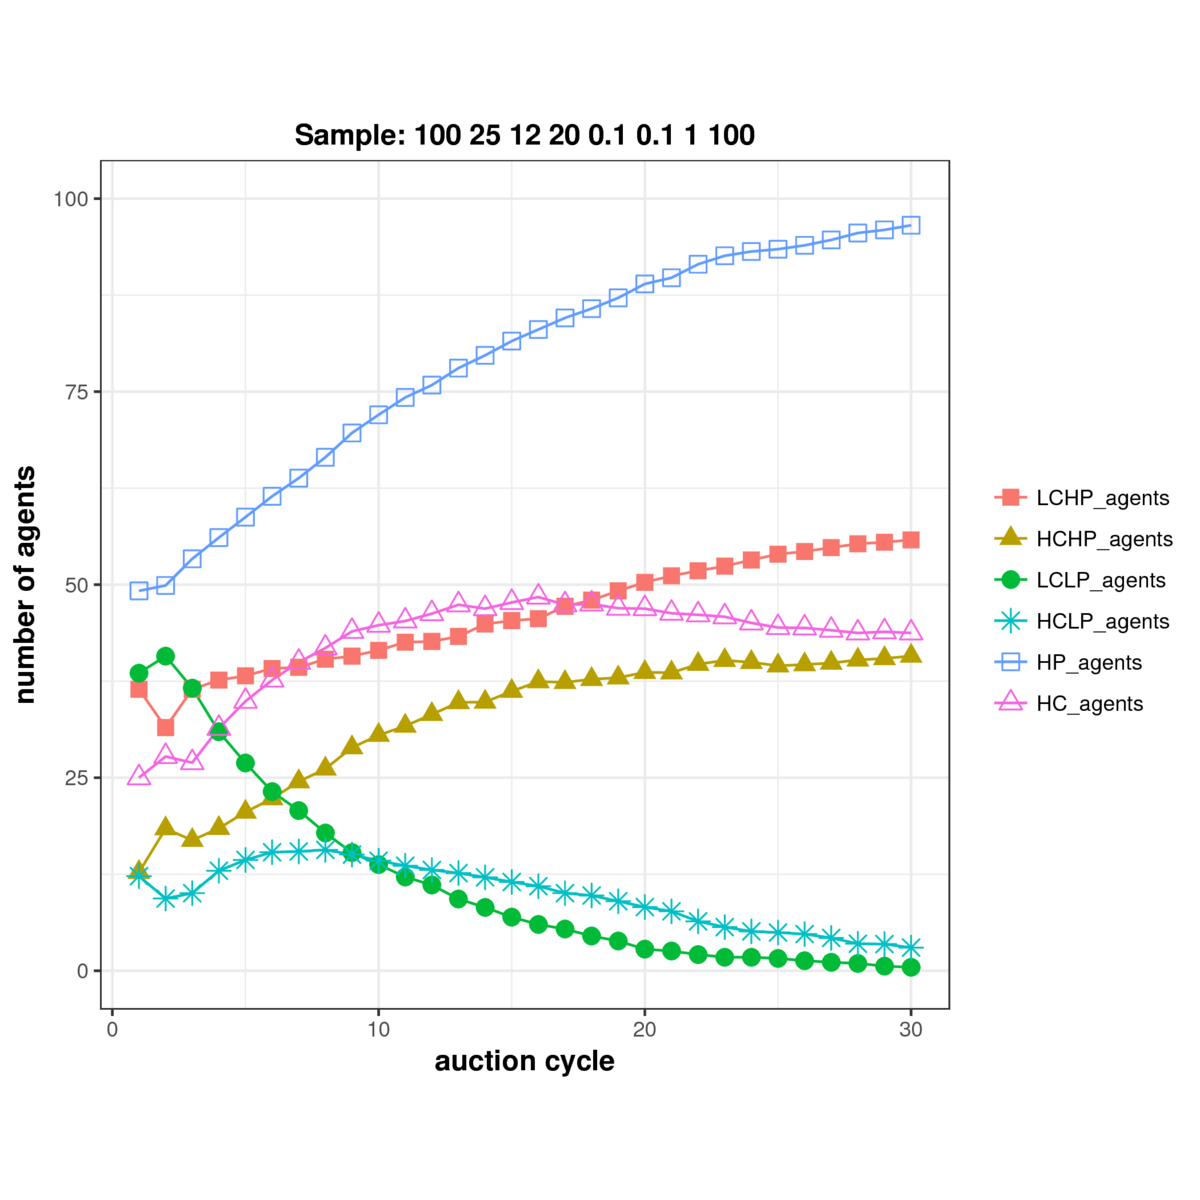 Sample: 100 25 12 20 0.1 0.1 1 100
number of agents
100
75
50
25
0
0 10 20 30
auction cycle
LCHP_agents
HCHP_agents
LCLP_agents
HCLP_agents
HP_agents
HC_agents